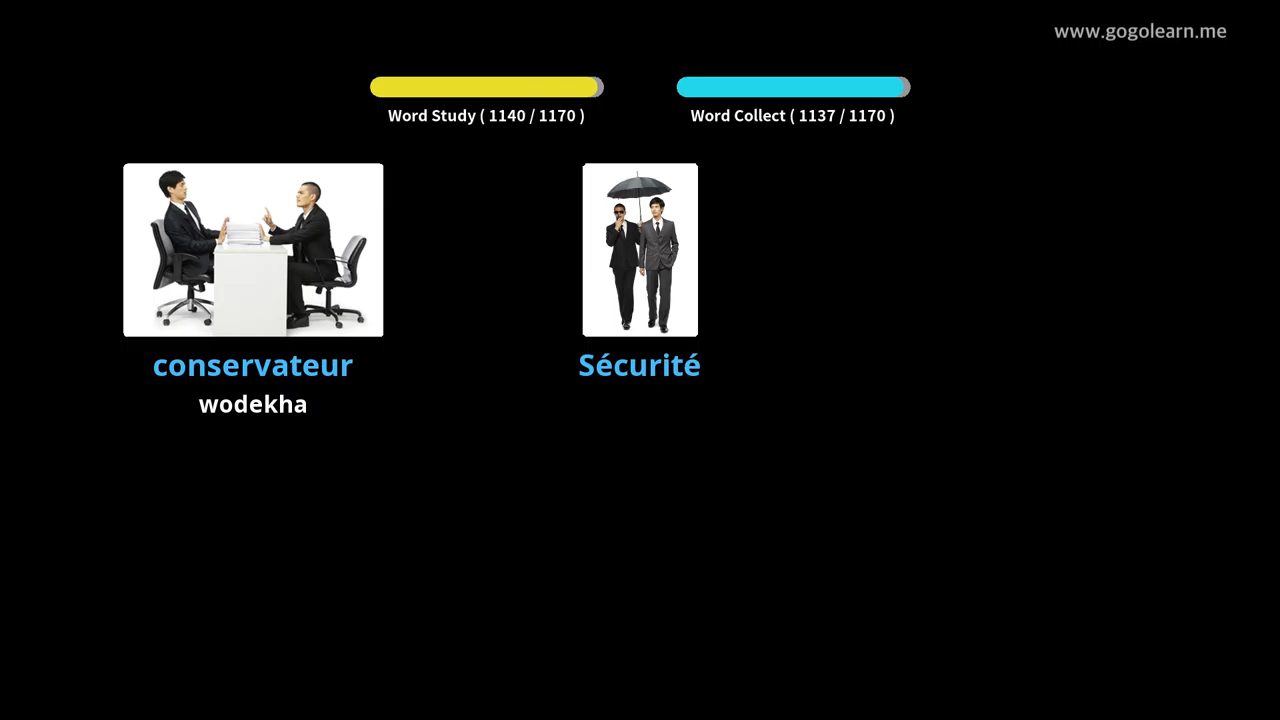 www.gogolearn.me
Word Study ( 1140 / 1170 )
Word Collect ( 1137 / 1170 )
conservateur
wodekha
Sécurité